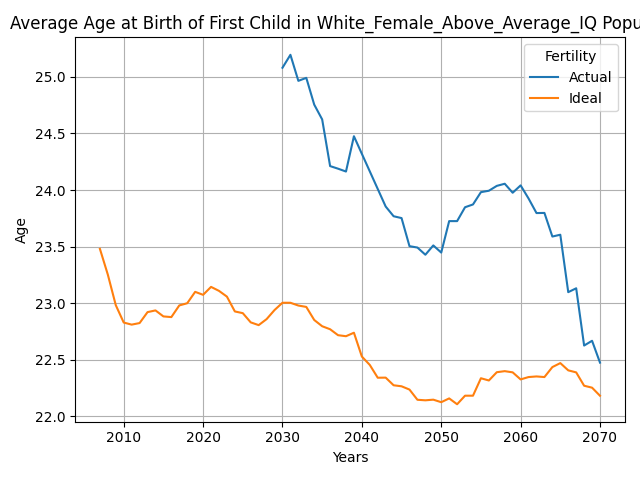 Average Age at Birth of First Child in White_Female_Above_Average_IQ Popu
Fertility
Actual
Ideal
25.0
24.5
24.0
23.5
23.0
22.5
22.0
Age
2010 2020 2030 2040 2050 2060 2070
Years